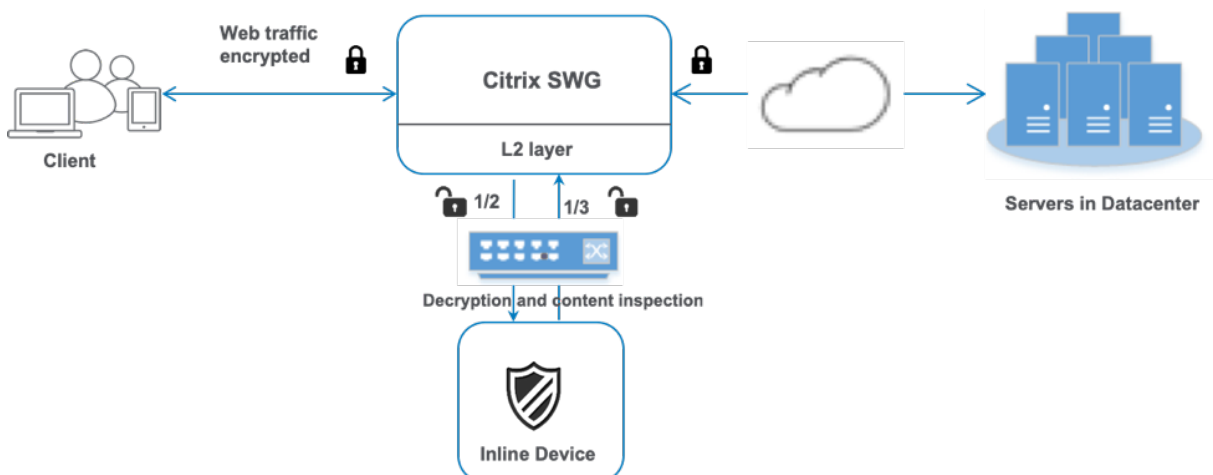 Web traffic
encrypted
Citrix SWG
L2 layer
Client
1/2
1/3
Servers in Datacenter
Decryption and content inspection
Inline Device